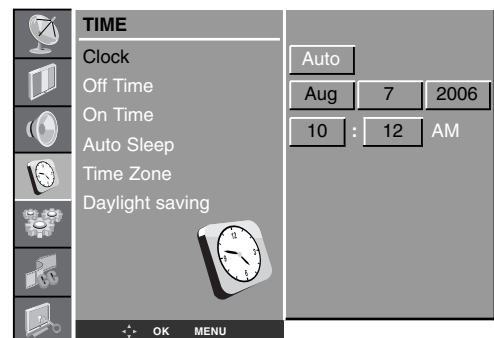 TIME
Clock
Off Time
On Time
Auto Sleep
Time Zone
Daylight saving
Auto
Aug 7 2006
10 : 12 AM
OK MENU